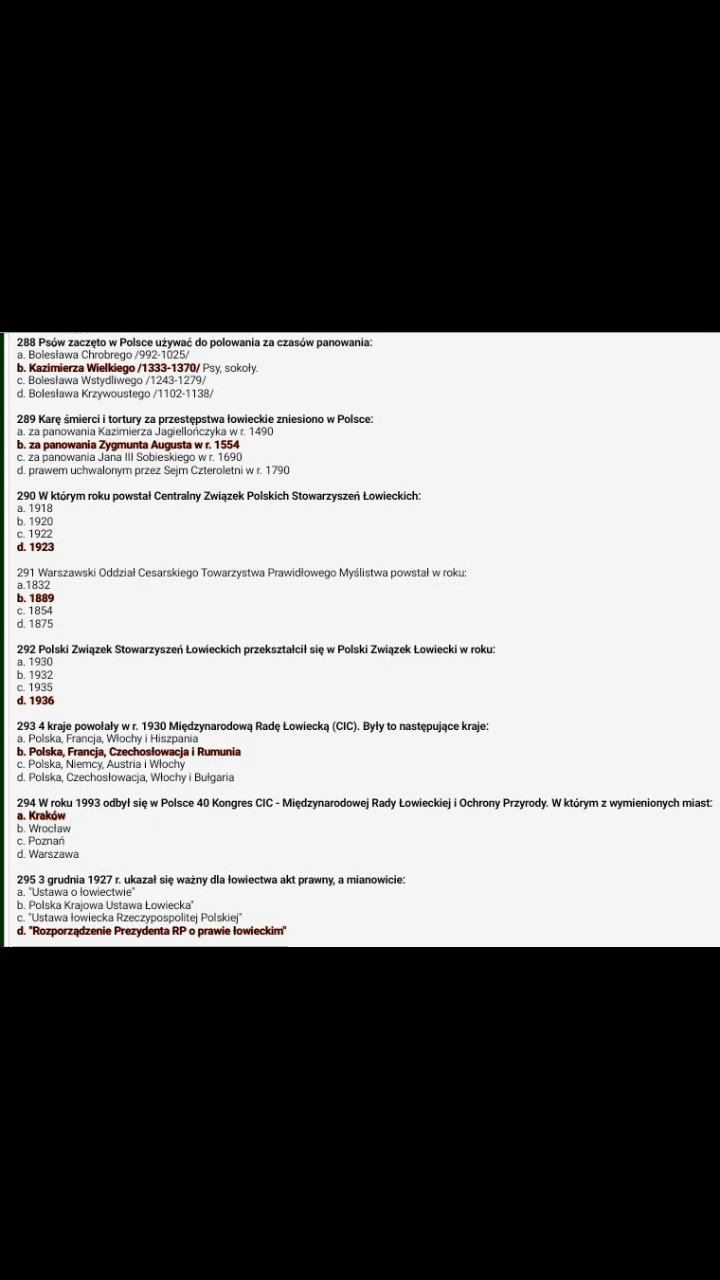 288 Psów zaczęto w Polsce używać do polowania za czasów panowania:
a. Bolesława Chrobrego /992-1025/
b. Kazimierza Wielkiego /1333-1370/ Psy, sokoły.
c. Bolesława Wstydliwego /1243-1279/
d. Bolesława Krzywoustego /1102-1138/
289 Karę śmierci i tortury za przestępstwa łowieckie zniesiono w Polsce:
a. za panowania Kazimierza Jagiellończyka w r. 1490
b. za panowania Zygmunta Augusta w r. 1554
c. za panowania Jana III Sobieskiego w r. 1690
d. prawem uchwalonym przez Sejm Czteroletni w r. 1790
290 W którym roku powstał Centralny Związek Polskich Stowarzyszeń Łowieckich:
a. 1918
b. 1920
c. 1922
d. 1923
291 Warszawski Oddział Cesarskiego Towarzystwa Prawidłowego Myślistwa powstał w roku:
a.1832
b. 1889
c. 1854
d. 1875
292 Polski Związek Stowarzyszeń Łowieckich przekształcił się w Polski Związek Łowiecki w roku:
a. 1930
b. 1932
c. 1935
d. 1936
293 4 kraje powołały w r. 1930 Międzynarodową Radę Łowiecką (CIC). Były to następujące kraje:
a. Polska, Francja, Włochy i Hiszpania
b. Polska, Francja, Czechosłowacja i Rumunia
c. Polska, Niemcy, Austria i Włochy
d. Polska, Czechosłowacja, Włochy i Bułgaria
294 W roku 1993 odbył się w Polsce 40 Kongres CIC - Międzynarodowej Rady Łowieckiej i Ochrony Przyrody. W którym z wymienionych miast:
a. Kraków
b. Wrocław
c. Poznań
d. Warszawa
295 3 grudnia 1927 r. ukazał się ważny dla łowiectwa akt prawny, a mianowicie:
a. "Ustawa o łowiectwie"
b. Polska Krajowa Ustawa Łowiecka"
c. "Ustawa łowiecka Rzeczypospolitej Polskiej"
d. "Rozporządzenie Prezydenta RP o prawie łowieckim"